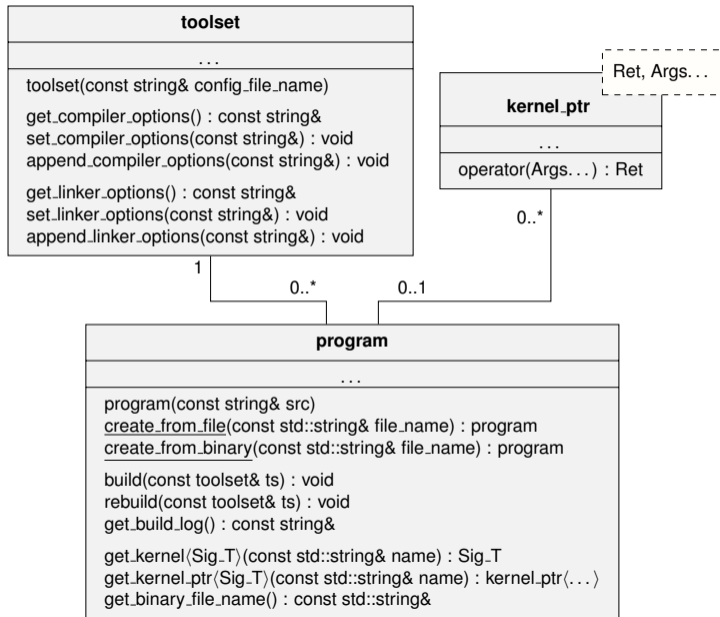 toolset
...
toolset(const string& config_file_name)
get_compiler_options() : const string&
set_compiler_options(const string&) : void
append_compiler_options(const string&) : void
get_linker_options() : const string&
set_linker_options(const string&) : void
append_linker_options(const string&) : void
Ret, Args...
kernel_ptr
...
operator(Args...) : Ret
1
0..*
0..*
0..1
program
...
program(const string& src)
create_from_file(const std::string& file_name) : program
create_from_binary(const std::string& file_name) : program
build(const toolset& ts) : void
rebuild(const toolset& ts) : void
get_build_log() : const string&
get_kernel⟨Sig_T⟩(const std::string& name) : Sig_T
get_kernel_ptr⟨Sig_T⟩(const std::string& name) : kernel_ptr⟨...⟩
get_binary_file_name() : const std::string&